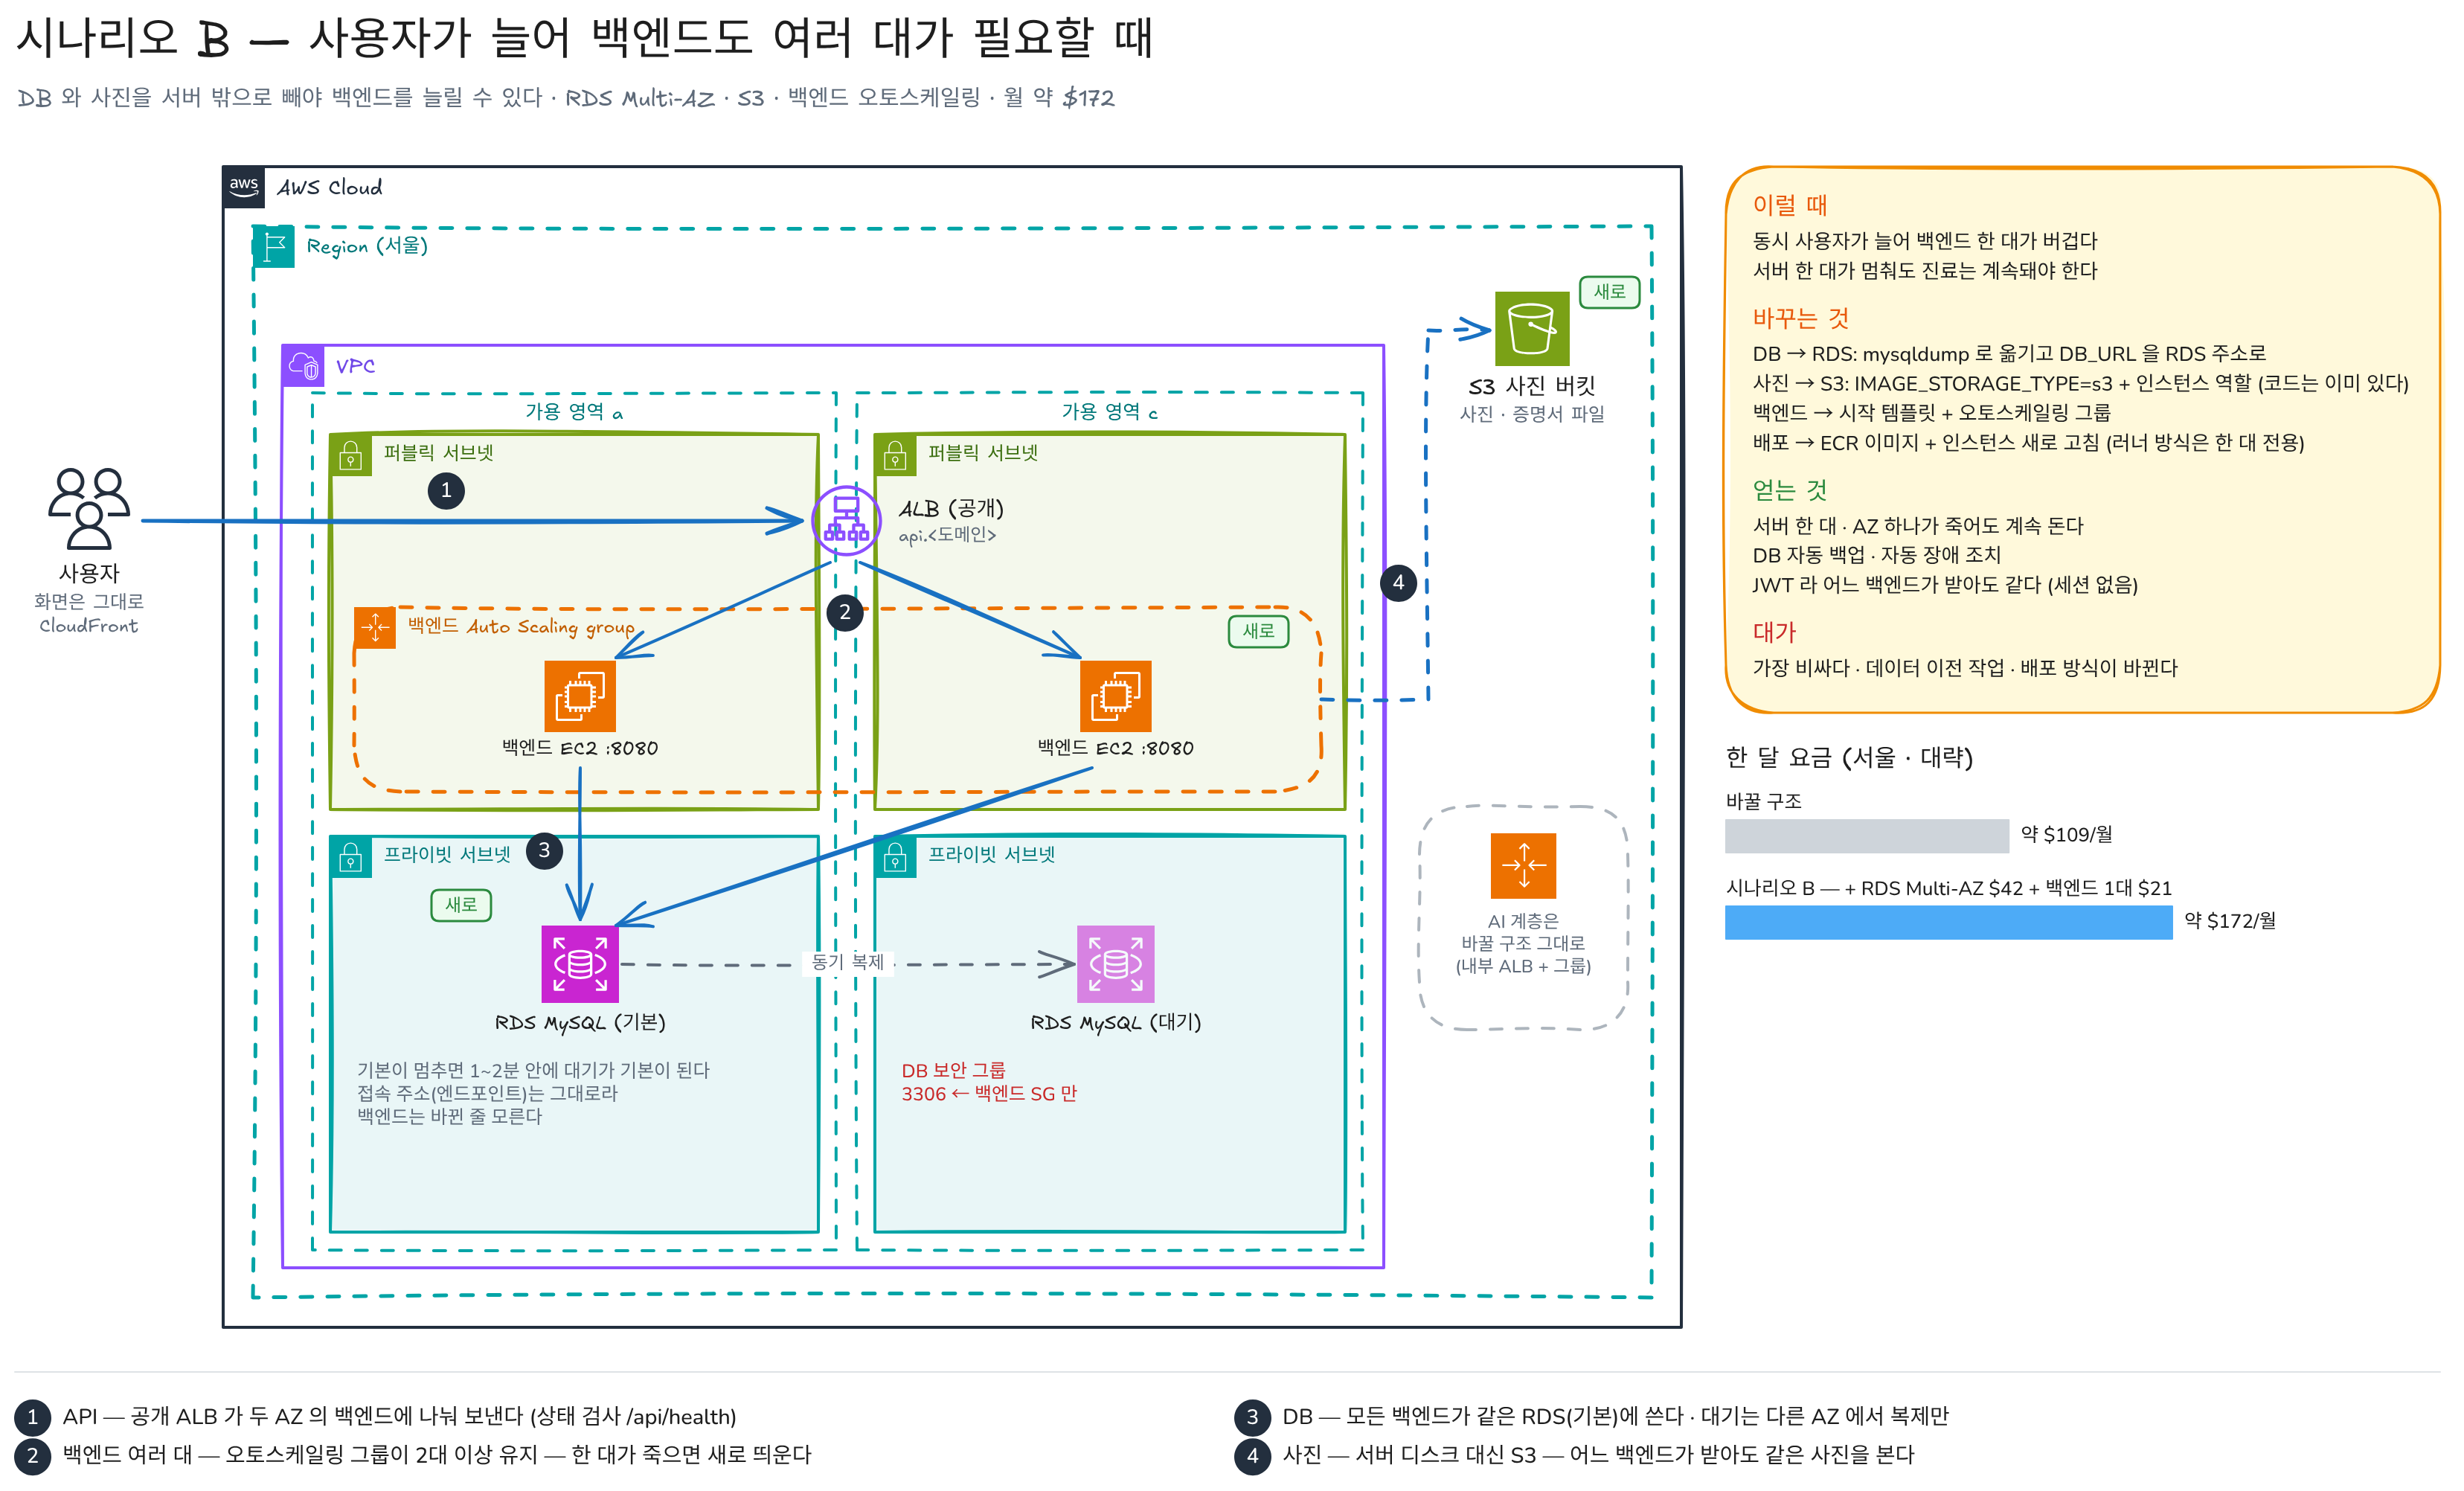 시나리오 B — 사용자가 늘어 백엔드도 여러 대가 필요할 때
DB 와 사진을 서버 밖으로 빼야 백엔드를 늘릴 수 있다 · RDS Multi-AZ · S3 · 백엔드 오토스케일링 · 월 약 $172
aws
AWS Cloud
Region (서울)
VPC
가용 영역 a
가용 영역 c
퍼블릭 서브넷
퍼블릭 서브넷
1
ALB (공개)
api.<도메인>
사용자
화면은 그대로
CloudFront
2
백엔드 Auto Scaling group
새로
백엔드 EC2 :8080
백엔드 EC2 :8080
프라이빗 서브넷
3
프라이빗 서브넷
새로
동기 복제
RDS MySQL (기본)
RDS MySQL (대기)
기본이 멈추면 1~2분 안에 대기가 기본이 된다
접속 주소(엔드포인트)는 그대로라
백엔드는 바뀐 줄 모른다
DB 보안 그룹
3306 ← 백엔드 SG 만
새로
S3 사진 버킷
사진 · 증명서 파일
4
AI 계층은
바꿀 구조 그대로
(내부 ALB + 그룹)
이럴 때
동시 사용자가 늘어 백엔드 한 대가 버겁다
서버 한 대가 멈춰도 진료는 계속돼야 한다
바꾸는 것
DB → RDS: mysqldump 로 옮기고 DB_URL 을 RDS 주소로
사진 → S3: IMAGE_STORAGE_TYPE=s3 + 인스턴스 역할 (코드는 이미 있다)
백엔드 → 시작 템플릿 + 오토스케일링 그룹
배포 → ECR 이미지 + 인스턴스 새로 고침 (러너 방식은 한 대 전용)
얻는 것
서버 한 대 · AZ 하나가 죽어도 계속 돈다
DB 자동 백업 · 자동 장애 조치
JWT 라 어느 백엔드가 받아도 같다 (세션 없음)
대가
가장 비싸다 · 데이터 이전 작업 · 배포 방식이 바뀐다
한 달 요금 (서울 · 대략)
바꿀 구조
약 $109/월
시나리오 B — + RDS Multi-AZ $42 + 백엔드 1대 $21
약 $172/월
1 API — 공개 ALB 가 두 AZ 의 백엔드에 나눠 보낸다 (상태 검사 /api/health)
2 백엔드 여러 대 — 오토스케일링 그룹이 2대 이상 유지 — 한 대가 죽으면 새로 띄운다
3 DB — 모든 백엔드가 같은 RDS(기본)에 쓴다 · 대기는 다른 AZ 에서 복제만
4 사진 — 서버 디스크 대신 S3 — 어느 백엔드가 받아도 같은 사진을 본다